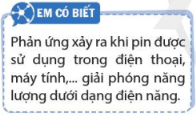 EM CÓ BIẾT
Phản ứng xảy ra khi pin được
sử dụng trong điện thoại,
máy tính,... giải phóng năng
lượng dưới dạng điện năng.